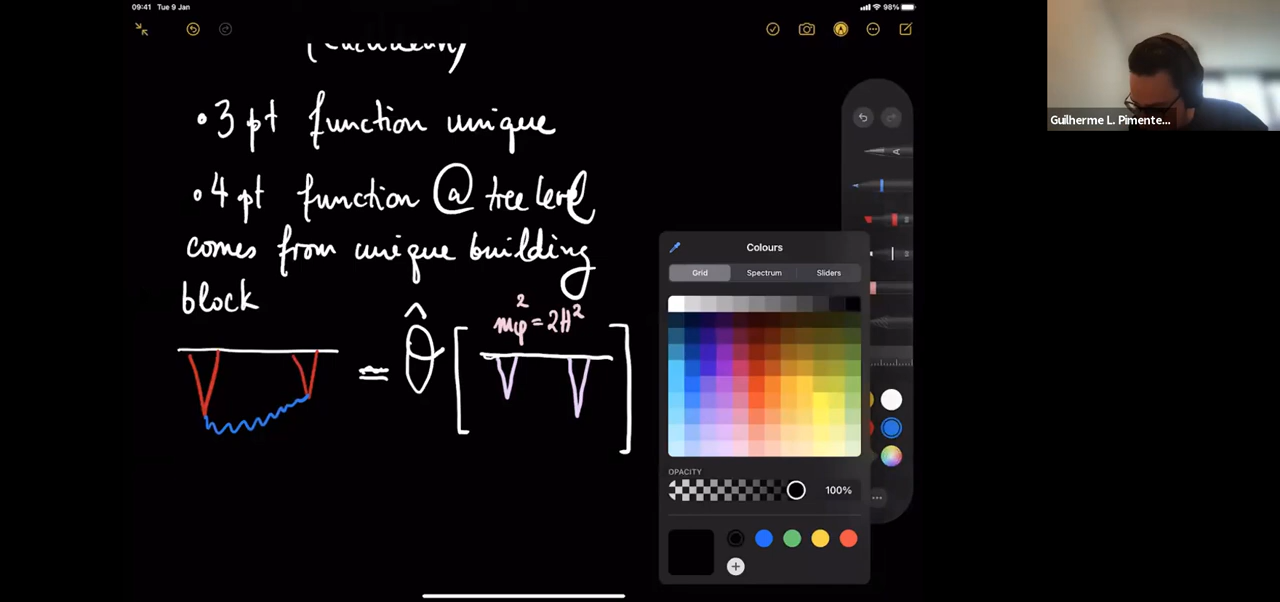 09:41 Tue 9 Jan
98%
Guilherme L. Pimente...
• 3 pt function unique
• 4 pt function @ tree level
comes from unique building
block
m²φ = 2H²
≃ Ô [ ]
Colours
Grid Spectrum Sliders
OPACITY
100%